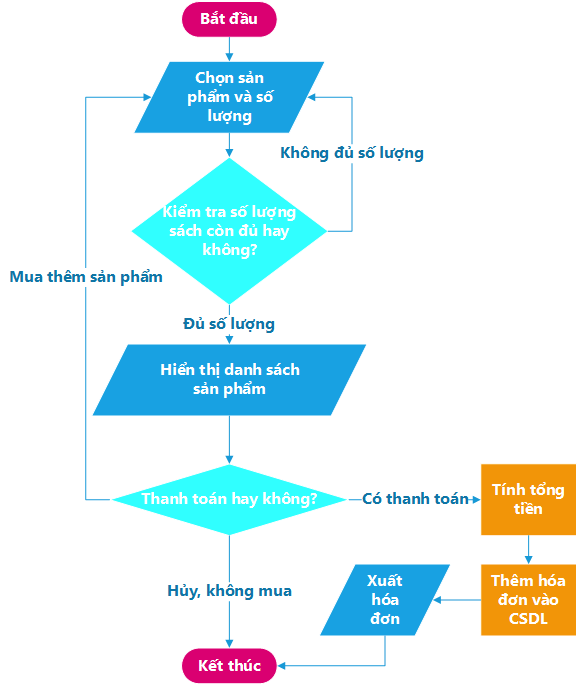 Bắt đầu
Chọn sản
phẩm và số
lượng
Không đủ số lượng
Kiểm tra số lượng
sách còn đủ hay
không?
Mua thêm sản phẩm
Đủ số lượng
Hiển thị danh sách
sản phẩm
Thanh toán hay không?
Có thanh toán
Tính tổng
tiền
Hủy, không mua
Xuất
hóa
đơn
Thêm hóa
đơn vào
CSDL
Kết thúc